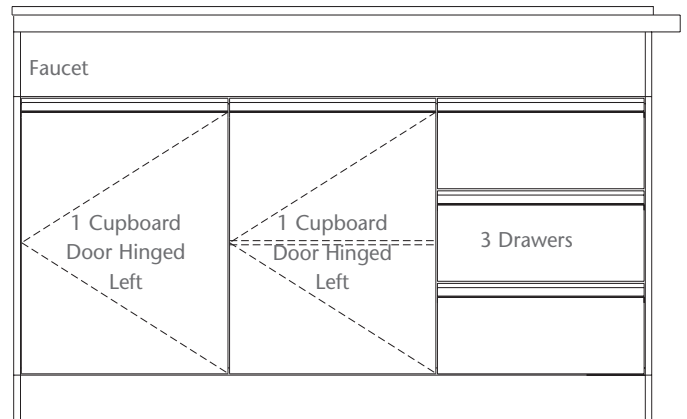 Faucet
1 Cupboard
Door Hinged
Left
1 Cupboard
Door Hinged
Left
3 Drawers